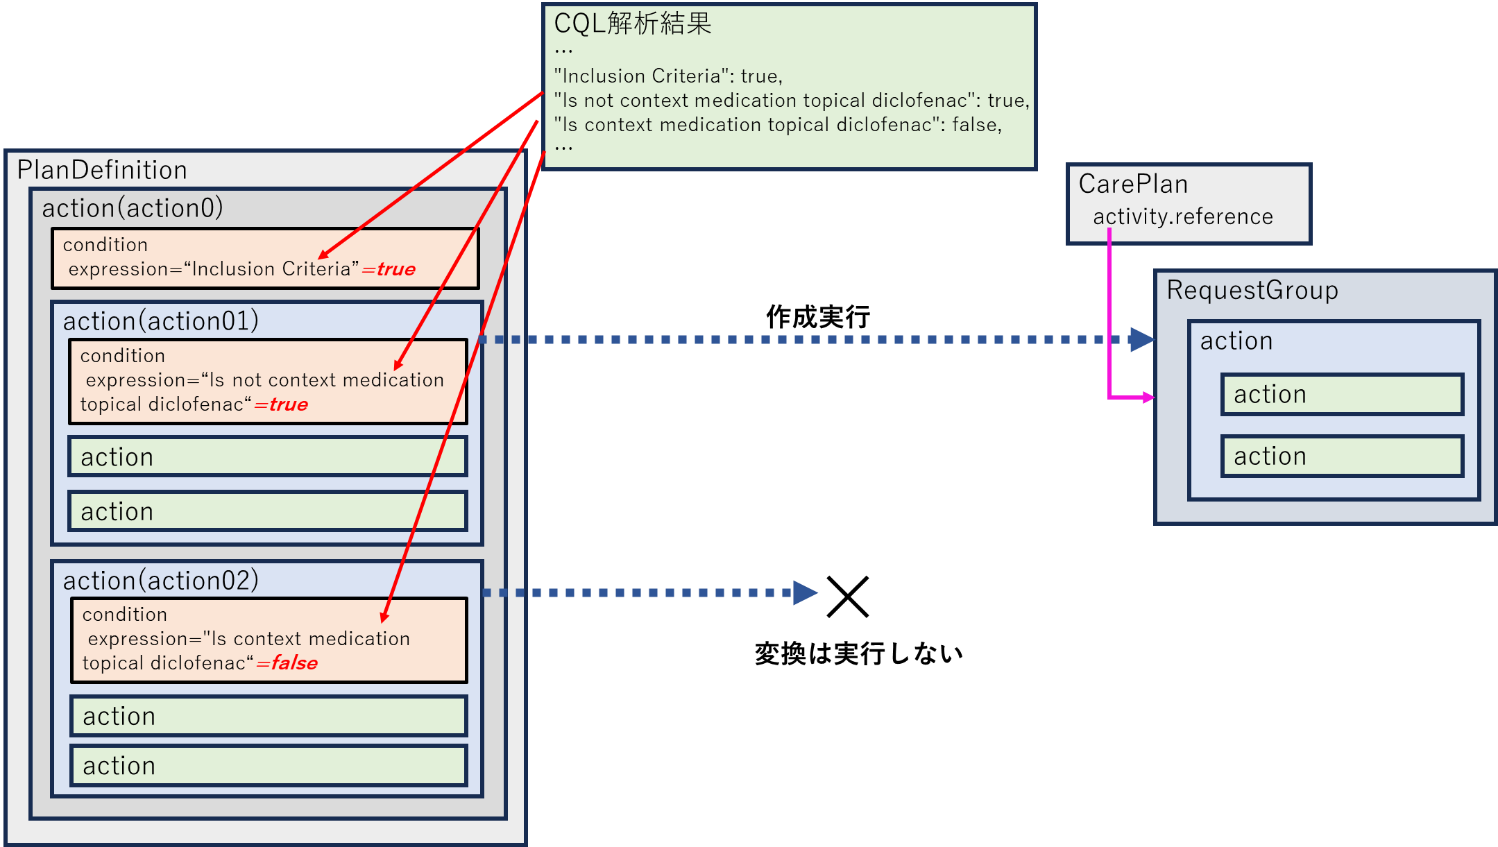 CQL解析結果
…
"Inclusion Criteria": true,
"Is not context medication topical diclofenac": true,
"Is context medication topical diclofenac": false,
…
PlanDefinition
action(action0)
condition
expression=“Inclusion Criteria”=true
action(action01)
condition
expression=“Is not context medication
topical diclofenac“=true
action
action
action(action02)
condition
expression="Is context medication
topical diclofenac“=false
action
action
作成実行
変換は実行しない
CarePlan
activity.reference
RequestGroup
action
action
action